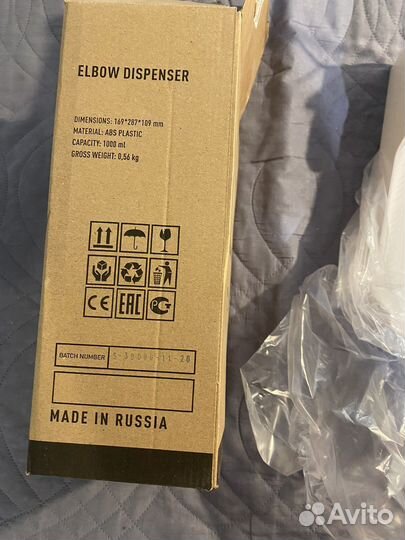 ELBOW DISPENSER
DIMENSIONS: 169*287*109 mm
MATERIAL: ABS PLASTIC
CAPACITY: 1000 ml
GROSS WEIGHT: 0,56 kg
CE EAC
BATCH NUMBER
MADE IN RUSSIA
Avito